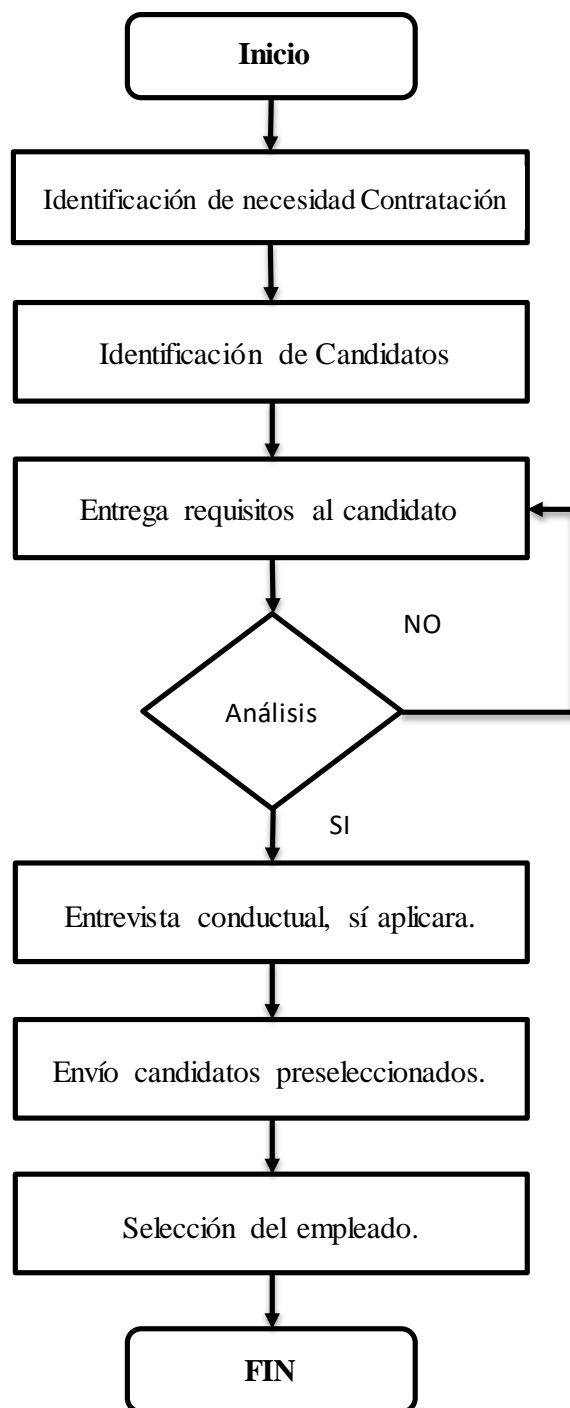 Inicio
Identificación de necesidad Contratación
Identificación de Candidatos
Entrega requisitos al candidato
NO
Análisis
SI
Entrevista conductual, sí aplicara.
Envío candidatos preseleccionados.
Selección del empleado.
FIN